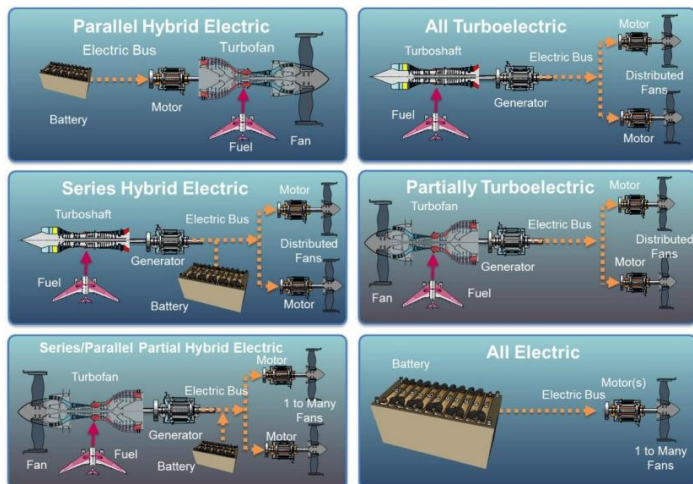 Parallel Hybrid Electric
Electric Bus
Turbofan
Motor
Battery
Fuel
Fan
All Turboelectric
Motor
Turboshaft
Electric Bus
Distributed
Fans
Generator
Fuel
Motor
Series Hybrid Electric
Motor
Turboshaft
Electric Bus
Distributed
Fans
Generator
Motor
Fuel
Battery
Partially Turboelectric
Motor
Turbofan
Electric Bus
Distributed
Fans
Generator
Motor
Fan
Fuel
Series/Parallel Partial Hybrid Electric
Motor
Turbofan
Electric Bus
1 to Many
Fans
Generator
Motor
Fan
Fuel
Battery
All Electric
Battery
Motor(s)
Electric Bus
1 to Many
Fans